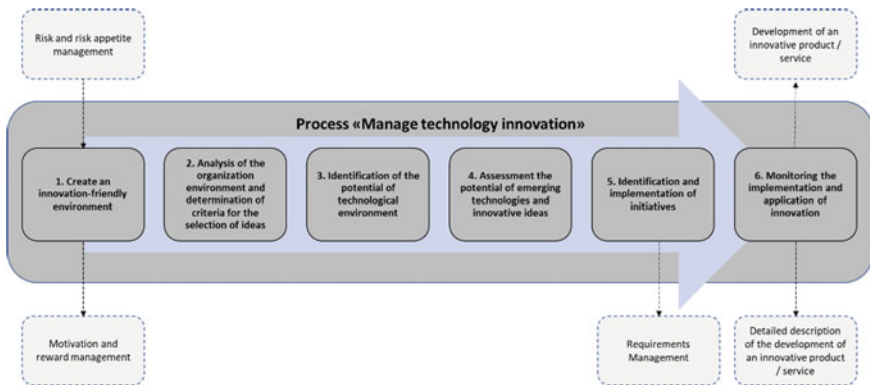 Risk and risk appetite
management
Development of an
innovative product /
service
Process «Manage technology innovation»
1. Create an
innovation-friendly
environment
2. Analysis of the
organization
environment and
determination of
criteria for the
selection of ideas
3. Identification of the
potential of
technological
environment
4. Assessment the
potential of emerging
technologies and
innovative ideas
5. Identification and
implementation of
initiatives
6. Monitoring the
implementation and
application of
innovation
Motivation and
reward management
Requirements
Management
Detailed description
of the development of
an innovative product
/ service